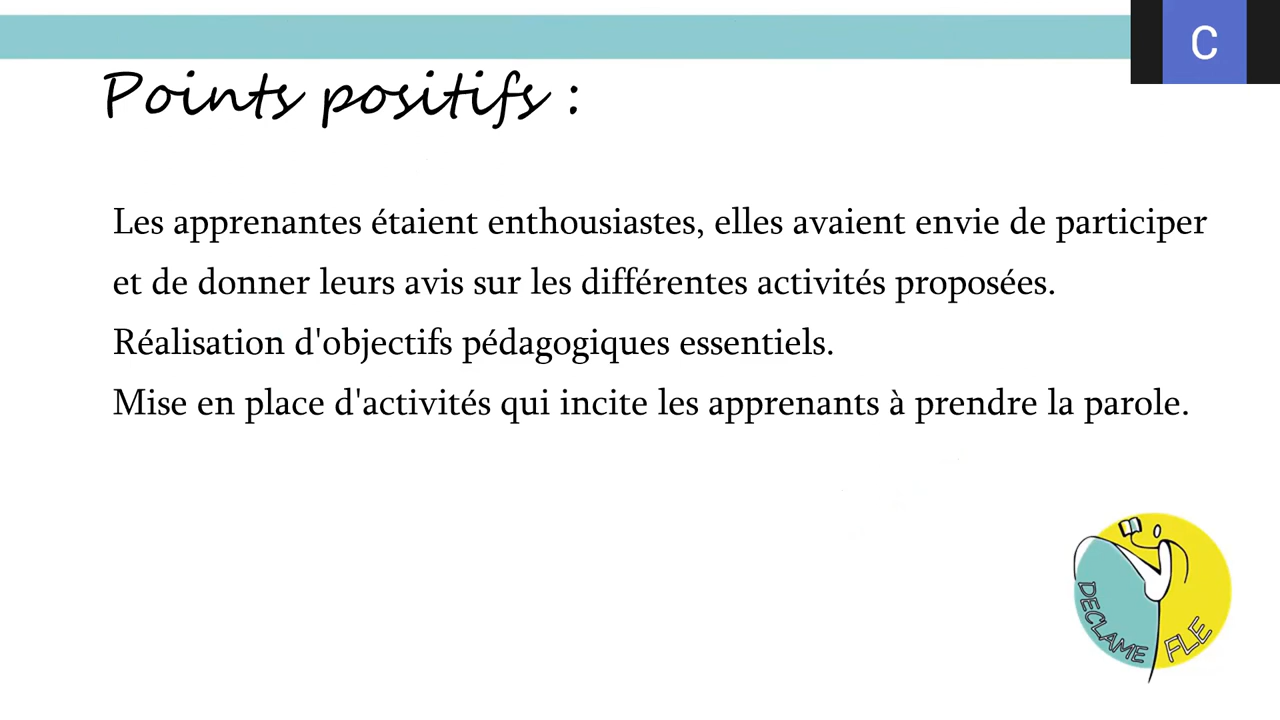 C
Points positifs :
Les apprenantes étaient enthousiastes, elles avaient envie de participer
et de donner leurs avis sur les différentes activités proposées.
Réalisation d'objectifs pédagogiques essentiels.
Mise en place d'activités qui incite les apprenants à prendre la parole.
DECLAME FLE